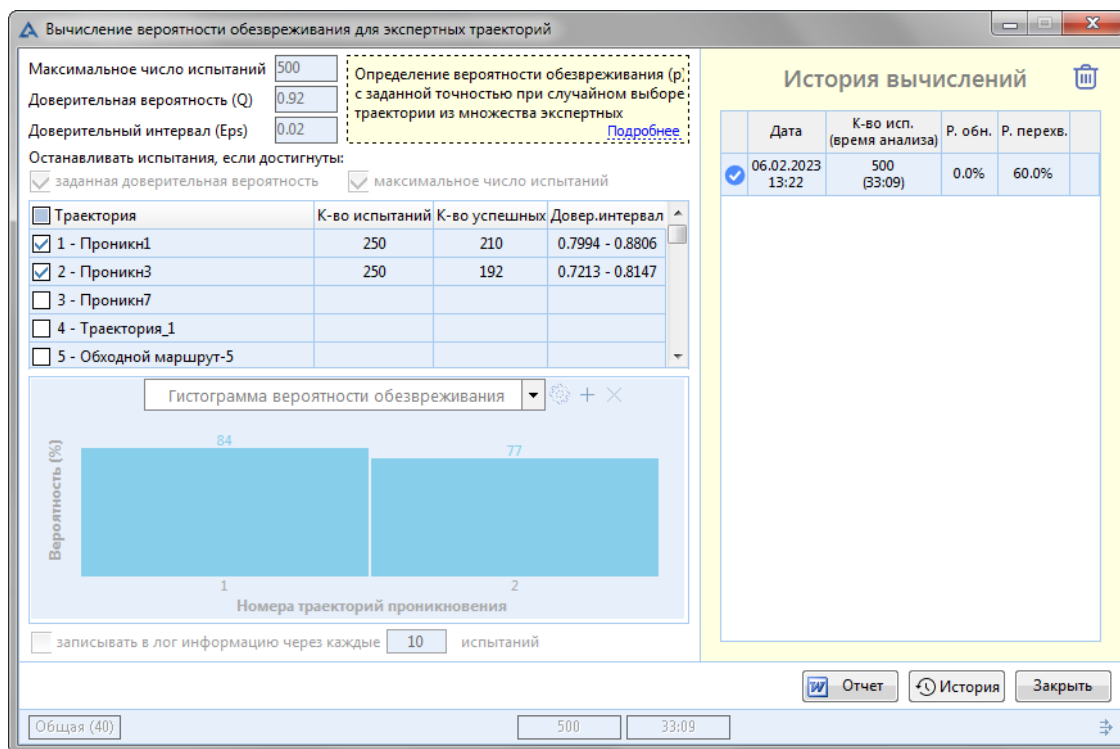 Вычисление вероятности обезвреживания для экспертных траекторий
Максимальное число испытаний 500
Доверительная вероятность (Q) 0.92
Доверительный интервал (Eps) 0.02
Определение вероятности обезвреживания (p)
с заданной точностью при случайном выборе
траектории из множества экспертных
Подробнее
Останавливать испытания, если достигнуты:
заданная доверительная вероятность максимальное число испытаний
Траектория К-во испытаний К-во успешных Довер.интервал
1 - Проникн1 250 210 0.7994 - 0.8806
2 - Проникн3 250 192 0.7213 - 0.8147
3 - Проникн7
4 - Траектория_1
5 - Обходной маршрут-5
Гистограмма вероятности обезвреживания
84
77
Вероятность (%)
1 2
Номера траекторий проникновения
записывать в лог информацию через каждые 10 испытаний
История вычислений
Дата К-во исп. (время анализа) Р. обн. Р. перехв.
06.02.2023 13:22 500 (33:09) 0.0% 60.0%
Отчет История Закрыть
Общая (40) 500 33:09